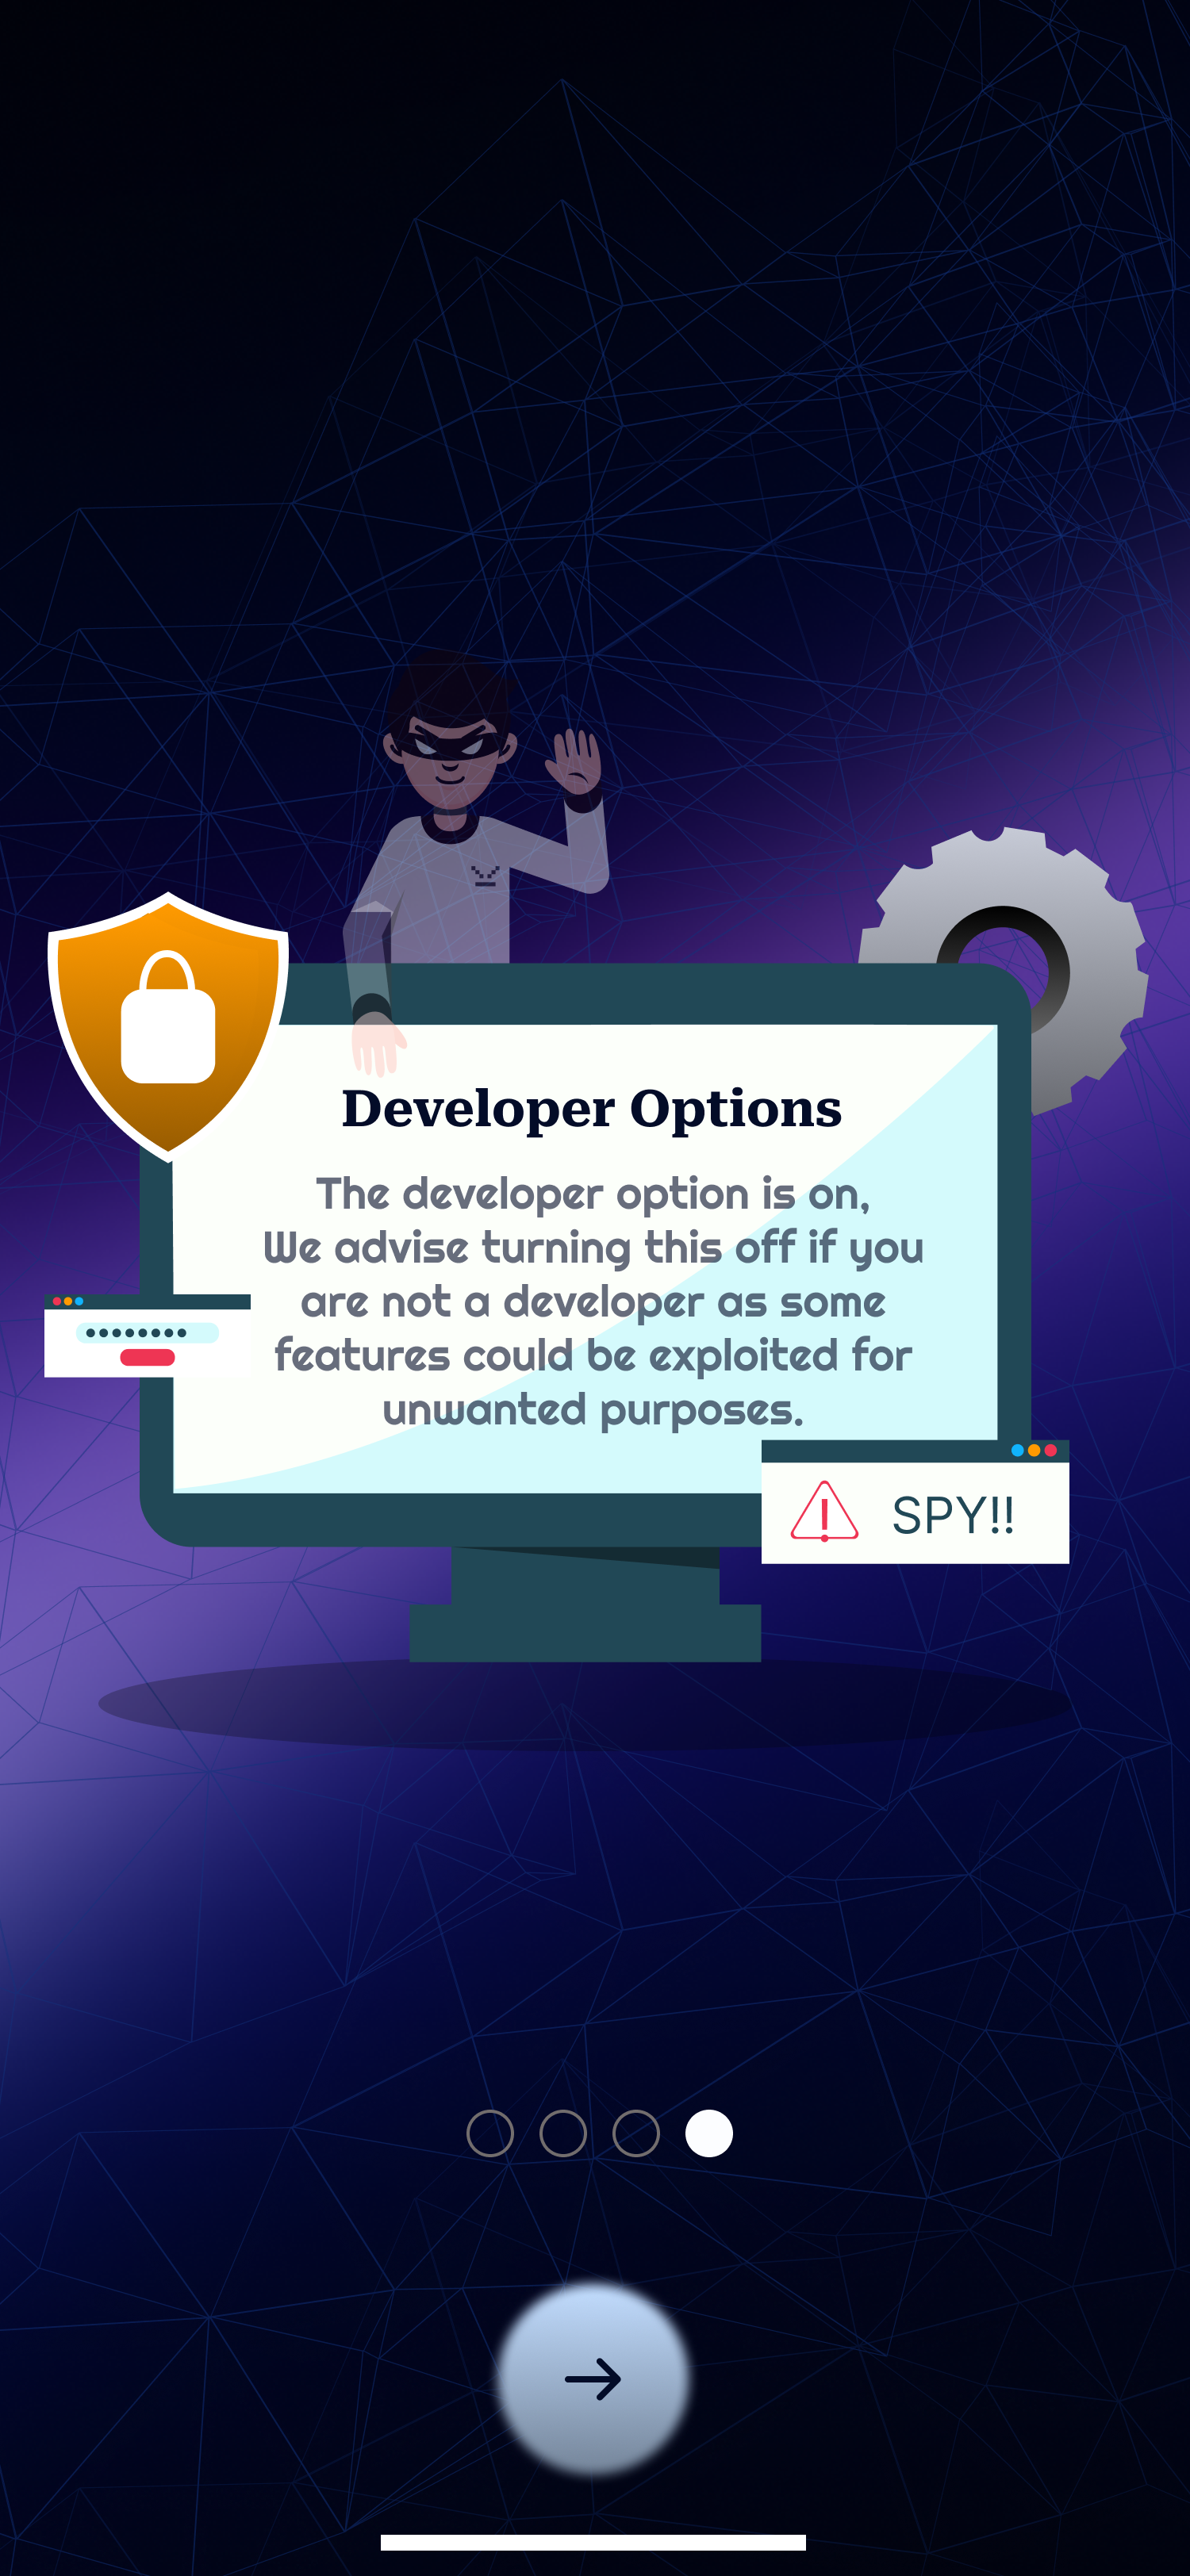 Developer Options
The developer option is on,
We advise turning this off if you
are not a developer as some
features could be exploited for
unwanted purposes.
SPY!!